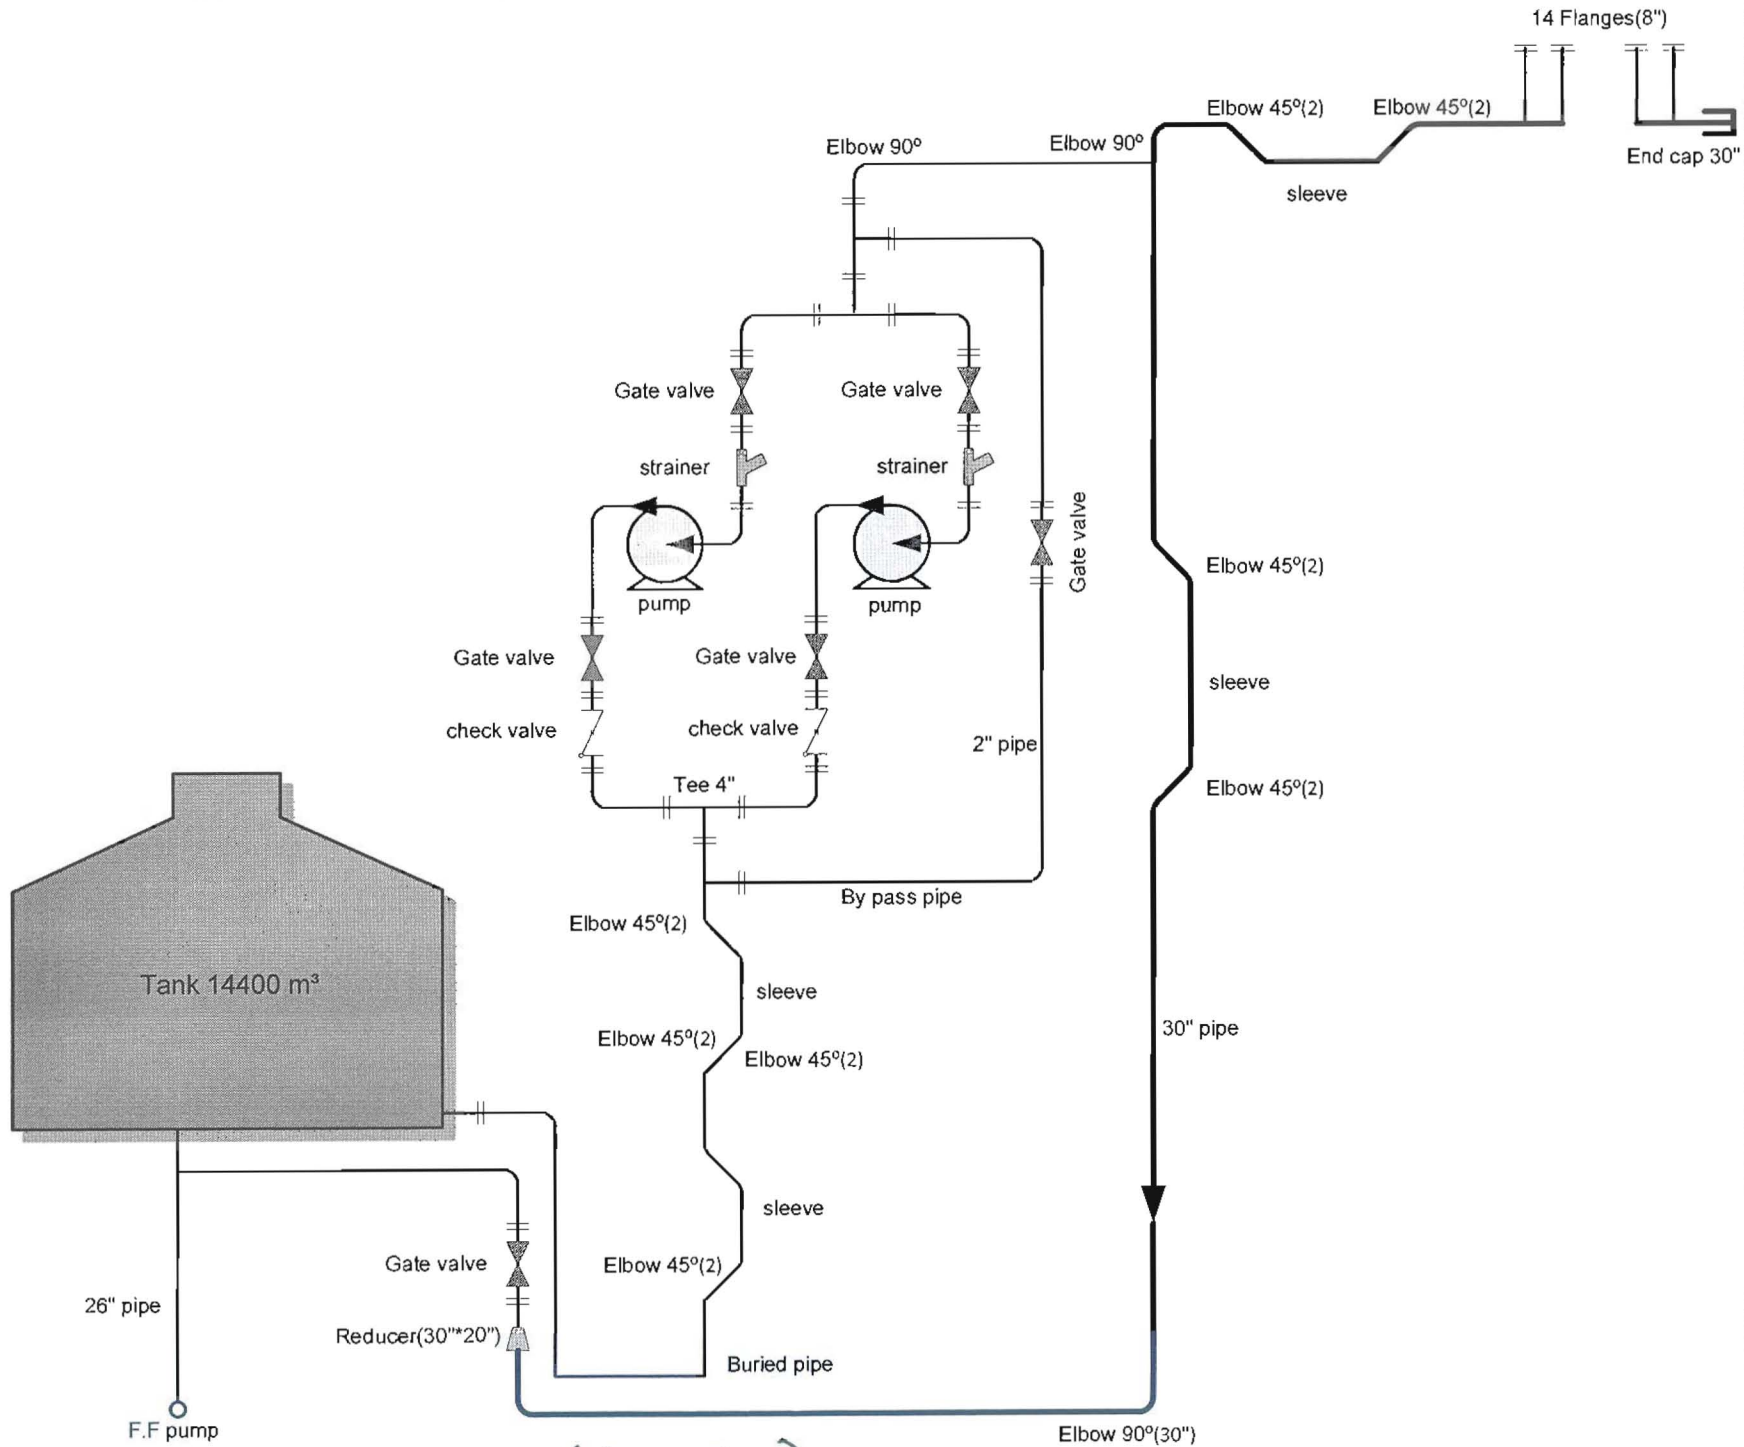 14 Flanges(8")
Elbow 45º(2)
Elbow 45º(2)
Elbow 90º
Elbow 90º
End cap 30"
sleeve
Gate valve
Gate valve
strainer
strainer
Gate valve
pump
pump
Elbow 45º(2)
Gate valve
Gate valve
sleeve
check valve
check valve
2" pipe
Tee 4"
Elbow 45º(2)
By pass pipe
Elbow 45º(2)
Tank 14400 m³
sleeve
30" pipe
Elbow 45º(2)
Elbow 45º(2)
sleeve
Gate valve
Elbow 45º(2)
26" pipe
Reducer(30"*20")
Buried pipe
F.F pump
Elbow 90º(30")